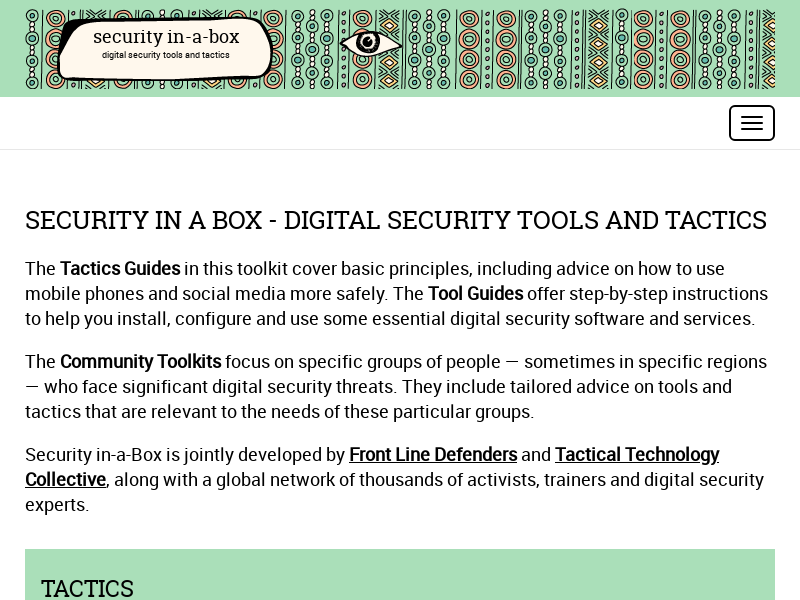 security in-a-box
digital security tools and tactics
SECURITY IN A BOX - DIGITAL SECURITY TOOLS AND TACTICS
The Tactics Guides in this toolkit cover basic principles, including advice on how to use
mobile phones and social media more safely. The Tool Guides offer step-by-step instructions
to help you install, configure and use some essential digital security software and services.
The Community Toolkits focus on specific groups of people — sometimes in specific regions
— who face significant digital security threats. They include tailored advice on tools and
tactics that are relevant to the needs of these particular groups.
Security in-a-Box is jointly developed by Front Line Defenders and Tactical Technology
Collective, along with a global network of thousands of activists, trainers and digital security
experts.
TACTICS